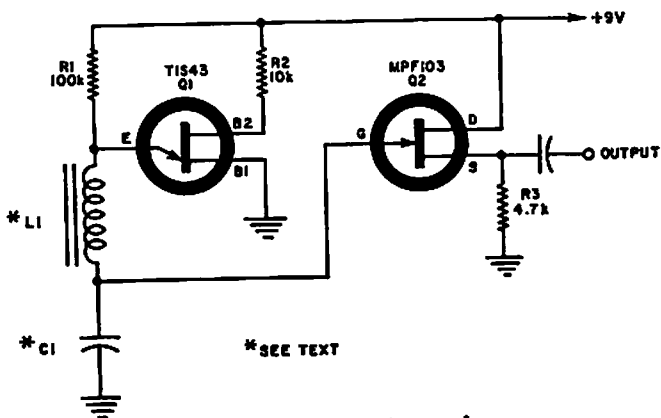 +9V
R1
100k
TIS43
Q1
R2
10k
MPF103
Q2
E
B2
B1
G
D
S
OUTPUT
R3
4.7k
*L1
*C1
*SEE TEXT